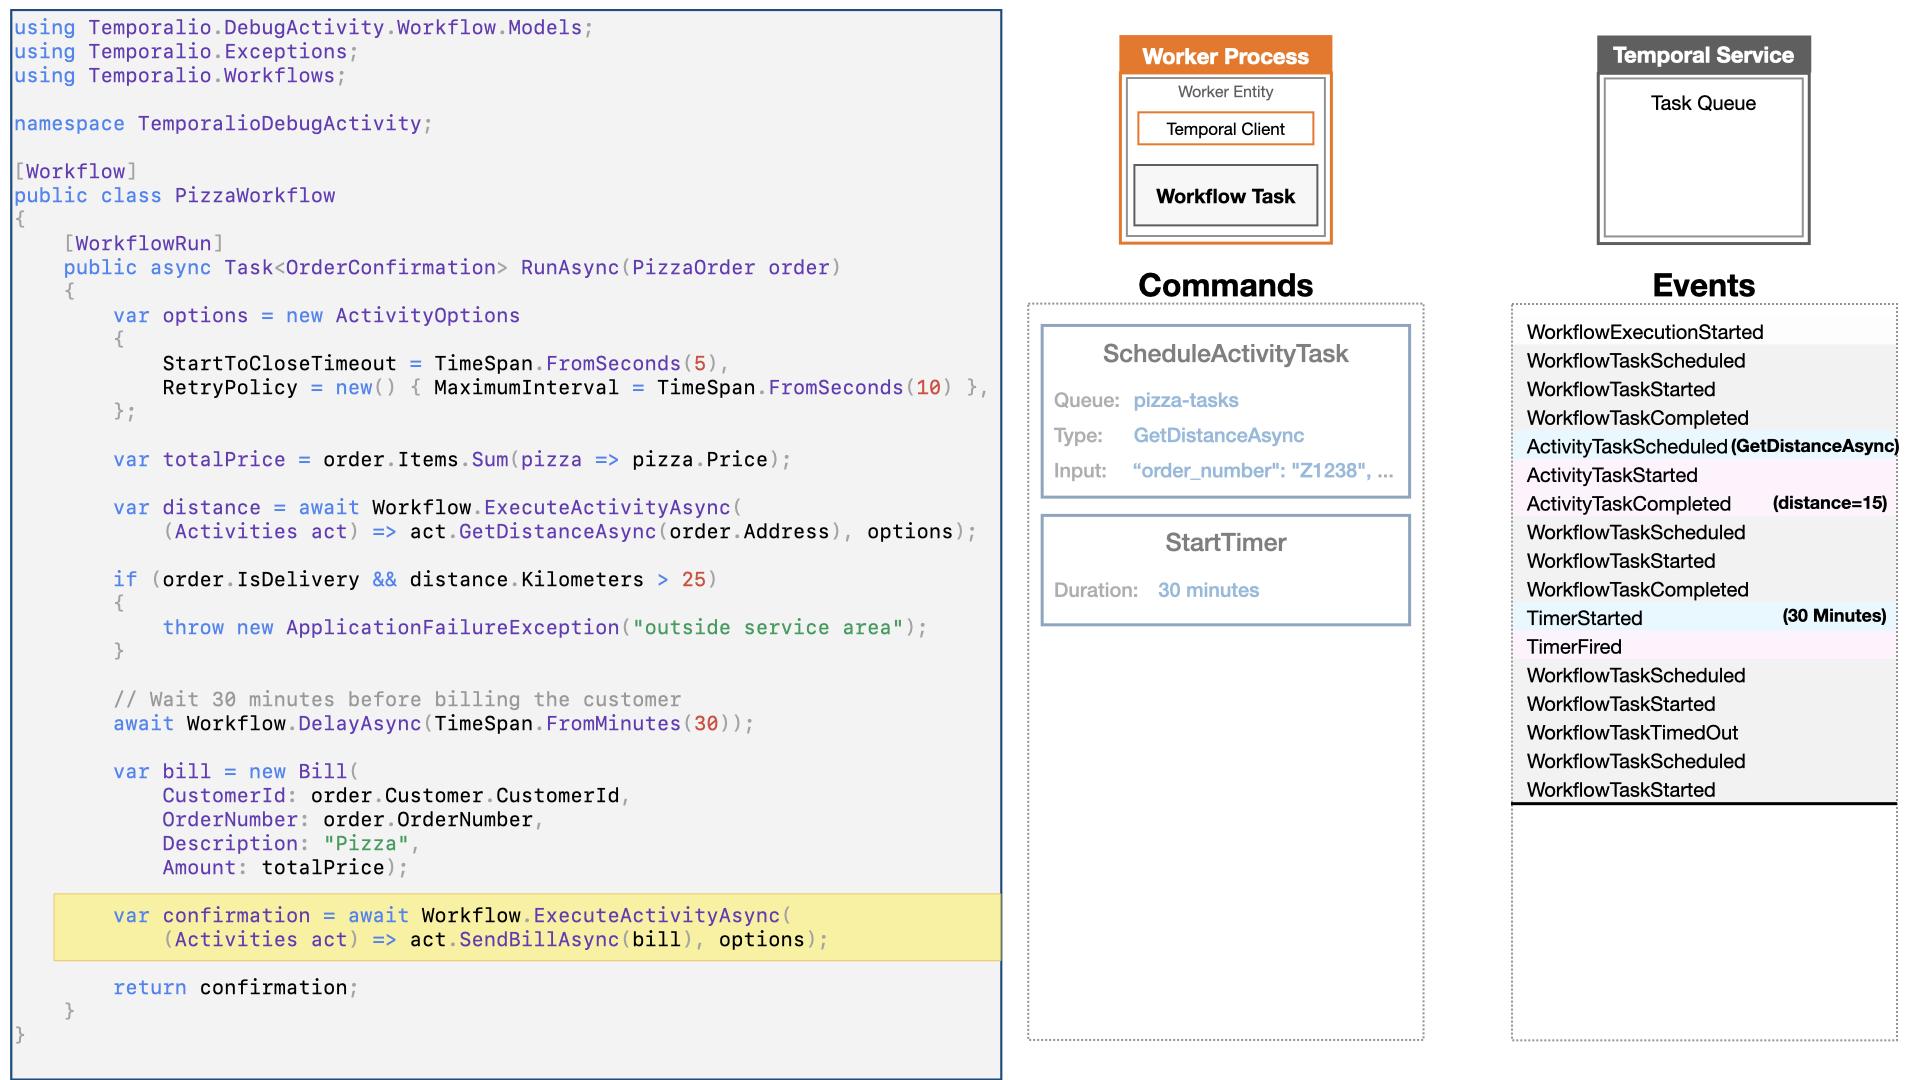 using Temporalio.DebugActivity.Workflow.Models;
using Temporalio.Exceptions;
using Temporalio.Workflows;
namespace TemporalioDebugActivity;
[Workflow]
public class PizzaWorkflow
{
[WorkflowRun]
public async Task<OrderConfirmation> RunAsync(PizzaOrder order)
{
var options = new ActivityOptions
{
StartToCloseTimeout = TimeSpan.FromSeconds(5),
RetryPolicy = new() { MaximumInterval = TimeSpan.FromSeconds(10) },
};
var totalPrice = order.Items.Sum(pizza => pizza.Price);
var distance = await Workflow.ExecuteActivityAsync(
(Activities act) => act.GetDistanceAsync(order.Address), options);
if (order.IsDelivery && distance.Kilometers > 25)
{
throw new ApplicationFailureException("outside service area");
}
// Wait 30 minutes before billing the customer
await Workflow.DelayAsync(TimeSpan.FromMinutes(30));
var bill = new Bill(
CustomerId: order.Customer.CustomerId,
OrderNumber: order.OrderNumber,
Description: "Pizza",
Amount: totalPrice);
var confirmation = await Workflow.ExecuteActivityAsync(
(Activities act) => act.SendBillAsync(bill), options);
return confirmation;
}
}
Worker Process
Worker Entity
Temporal Client
Workflow Task
Commands
ScheduleActivityTask
Queue: pizza-tasks
Type: GetDistanceAsync
Input: “order_number": "Z1238", ...
StartTimer
Duration: 30 minutes
Temporal Service
Task Queue
Events
WorkflowExecutionStarted
WorkflowTaskScheduled
WorkflowTaskStarted
WorkflowTaskCompleted
ActivityTaskScheduled (GetDistanceAsync)
ActivityTaskStarted
ActivityTaskCompleted (distance=15)
WorkflowTaskScheduled
WorkflowTaskStarted
WorkflowTaskCompleted
TimerStarted (30 Minutes)
TimerFired
WorkflowTaskScheduled
WorkflowTaskStarted
WorkflowTaskTimedOut
WorkflowTaskScheduled
WorkflowTaskStarted